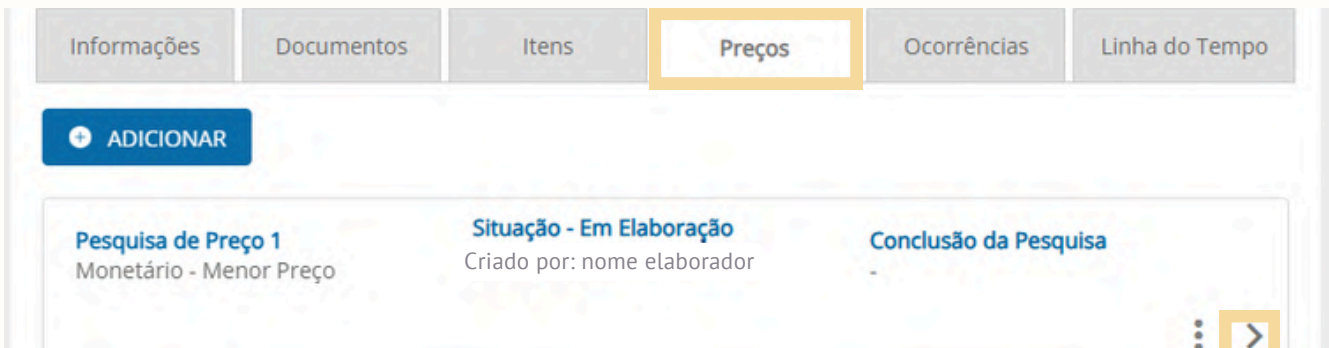 Informações Documentos Itens Preços Ocorrências Linha do Tempo
ADICIONAR
Pesquisa de Preço 1 Situação - Em Elaboração Conclusão da Pesquisa
Monetário - Menor Preço Criado por: nome elaborador -